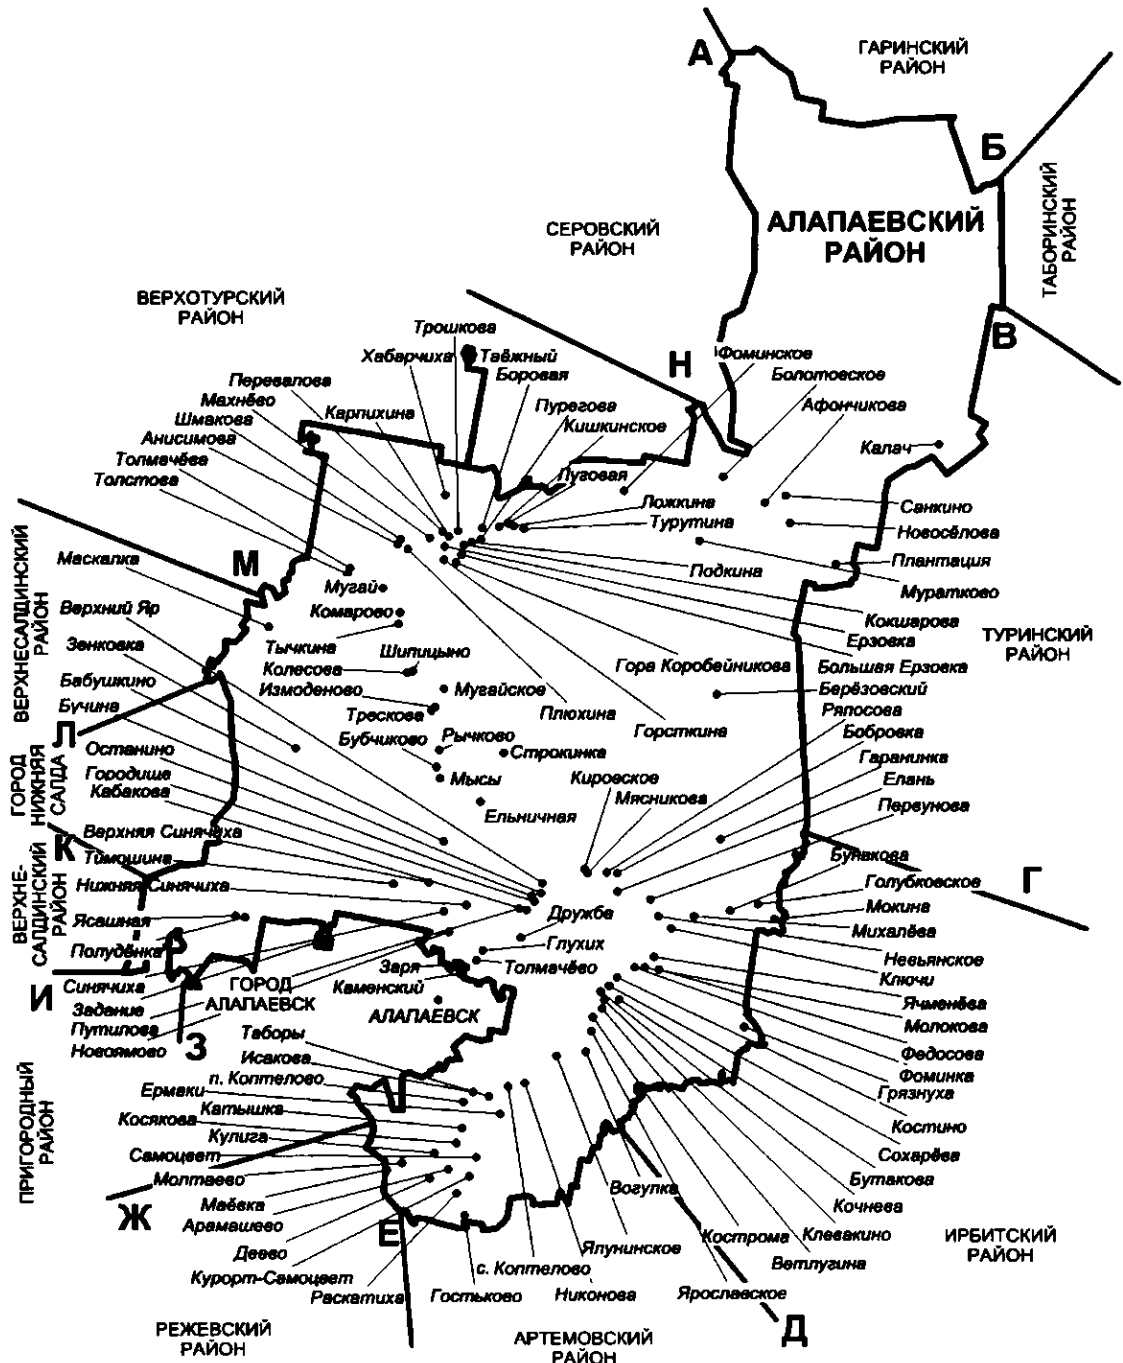 А
ГАРИНСКИЙ
РАЙОН
Б
ТАБОРИНСКИЙ
РАЙОН
АЛАПАЕВСКИЙ
РАЙОН
СЕРОВСКИЙ
РАЙОН
ВЕРХОТУРСКИЙ
РАЙОН
В
Н
Трошкова
Хабарчиха
Таёжный
Боровая
Фоминское
Болотовское
Перевалова
Махнёво
Карпихина
Пурегова
Афончикова
Шмакова
Кишкинское
Анисимова
Калач
Толмачёва
Луговая
Толстова
Ложкина
Санкино
Турутина
Новосёлова
М
Маскалка
Плантация
Подкина
Мугай
Муратково
ВЕРХНЕСАЛДИНСКИЙ
РАЙОН
Верхний Яр
Комарово
Кокшарова
Ерзовка
ТУРИНСКИЙ
РАЙОН
Зенковка
Тычкина
Шипицыно
Колесова
Гора Коробейникова
Большая Ерзовка
Бабушкино
Измоденово
Мугайское
Берёзовский
Бучина
Трескова
Плюхина
Ряпосова
Л
Бубчиково
Рычково
Горсткина
Бобровка
Останино
Строкинка
Гаранинка
ГОРОД
НИЖНЯЯ
САЛДА
Городище
Мысы
Кировское
Елань
Кабакова
Мясникова
Первунова
Ельничная
Верхняя Синячиха
К
Тимошина
Бунакова
ВЕРХНЕ-
САЛДИНСКИЙ
РАЙОН
Нижняя Синячиха
Голубковское
Г
Ясашная
Дружба
Мокина
Михалёва
Полудёнка
Глухих
Невьянское
Заря
Толмачёво
Ключи
Синячиха
ГОРОД
АЛАПАЕВСК
Каменский
И
Ячменёва
Задание
АЛАПАЕВСК
Путилова
Молокова
Новоямово
З
Таборы
Федосова
Исакова
Фоминка
п. Коптелово
Ермаки
Грязнуха
Катышка
Косякова
Костино
Кулига
ПРИГОРОДНЫЙ
РАЙОН
Самоцвет
Сохарёва
Молтаево
Бутакова
Маёвка
Вогулка
Ж
Кочнева
Арамашево
Е
Клевакино
Кострома
Деево
Ялунинское
ИРБИТСКИЙ
РАЙОН
Ветлугина
с. Коптелово
Курорт-Самоцвет
Раскатиха
Гостьково
Никонова
Ярославское
Д
РЕЖЕВСКИЙ
РАЙОН
АРТЕМОВСКИЙ
РАЙОН